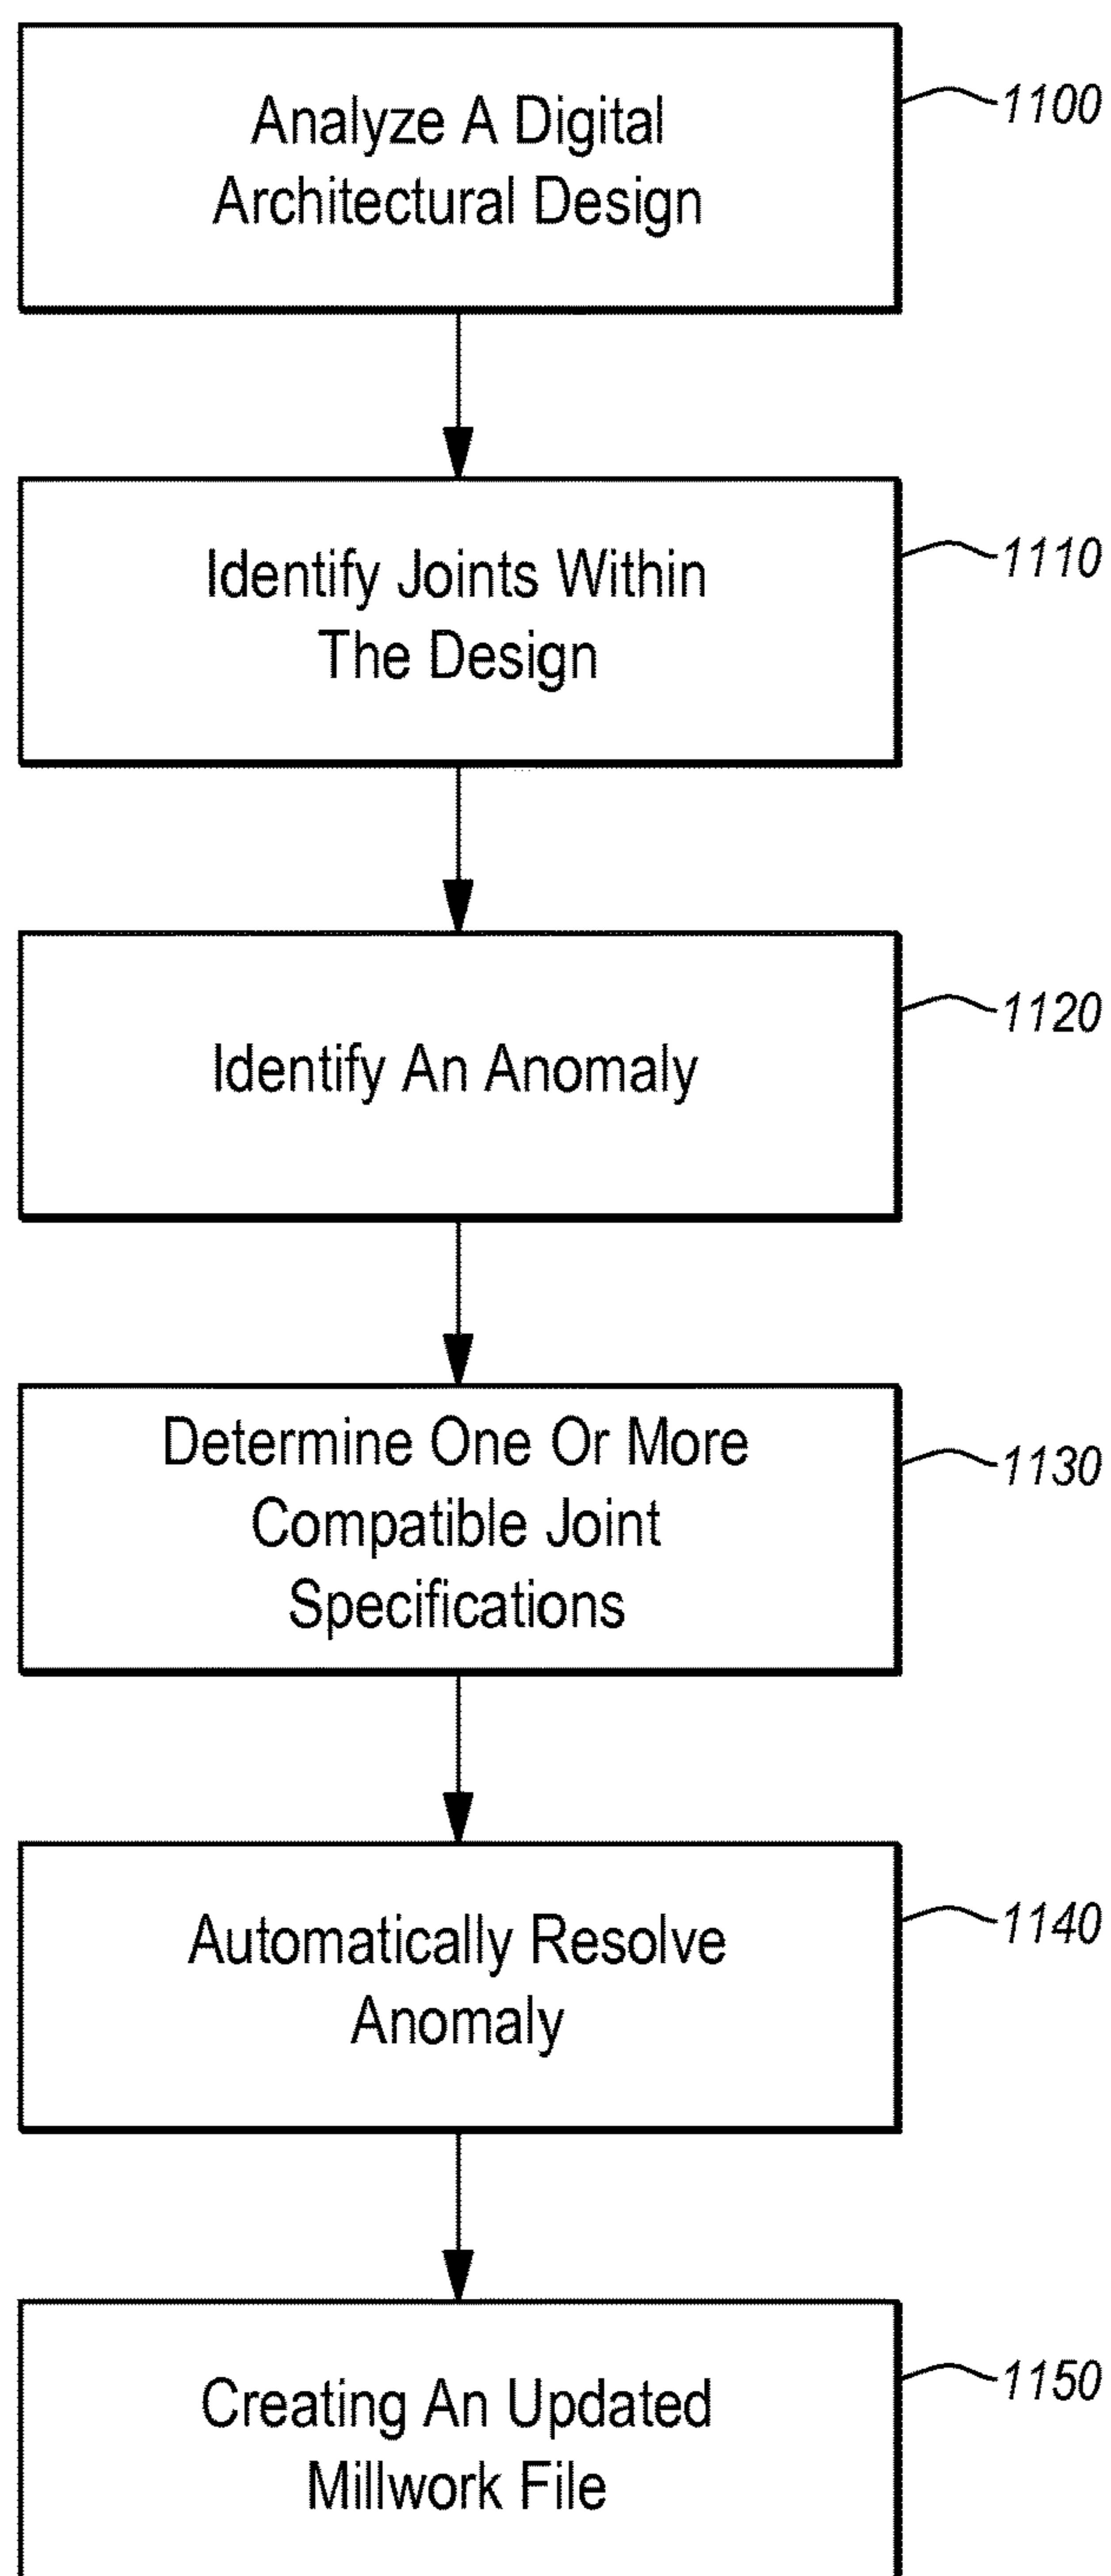 Analyze A Digital
Architectural Design
1100
Identify Joints Within
The Design
1110
Identify An Anomaly
1120
Determine One Or More
Compatible Joint
Specifications
1130
Automatically Resolve
Anomaly
1140
Creating An Updated
Millwork File
1150